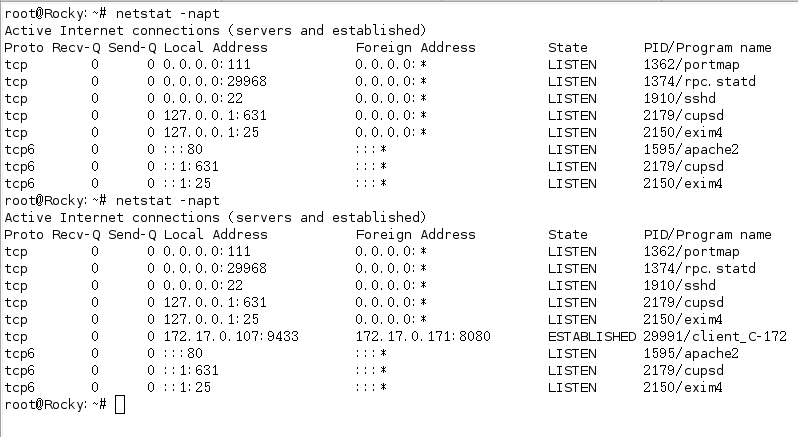 root@Rocky:~# netstat -napt
Active Internet connections (servers and established)
Proto Recv-Q Send-Q Local Address Foreign Address State PID/Program name
tcp 0 0 0.0.0.0:111 0.0.0.0:* LISTEN 1362/portmap
tcp 0 0 0.0.0.0:29968 0.0.0.0:* LISTEN 1374/rpc.statd
tcp 0 0 0.0.0.0:22 0.0.0.0:* LISTEN 1910/sshd
tcp 0 0 127.0.0.1:631 0.0.0.0:* LISTEN 2179/cupsd
tcp 0 0 127.0.0.1:25 0.0.0.0:* LISTEN 2150/exim4
tcp6 0 0 :::80 :::* LISTEN 1595/apache2
tcp6 0 0 ::1:631 :::* LISTEN 2179/cupsd
tcp6 0 0 ::1:25 :::* LISTEN 2150/exim4
root@Rocky:~# netstat -napt
Active Internet connections (servers and established)
Proto Recv-Q Send-Q Local Address Foreign Address State PID/Program name
tcp 0 0 0.0.0.0:111 0.0.0.0:* LISTEN 1362/portmap
tcp 0 0 0.0.0.0:29968 0.0.0.0:* LISTEN 1374/rpc.statd
tcp 0 0 0.0.0.0:22 0.0.0.0:* LISTEN 1910/sshd
tcp 0 0 127.0.0.1:631 0.0.0.0:* LISTEN 2179/cupsd
tcp 0 0 127.0.0.1:25 0.0.0.0:* LISTEN 2150/exim4
tcp 0 0 172.17.0.107:9433 172.17.0.171:8080 ESTABLISHED 29991/client_C-172
tcp6 0 0 :::80 :::* LISTEN 1595/apache2
tcp6 0 0 ::1:631 :::* LISTEN 2179/cupsd
tcp6 0 0 ::1:25 :::* LISTEN 2150/exim4
root@Rocky:~#